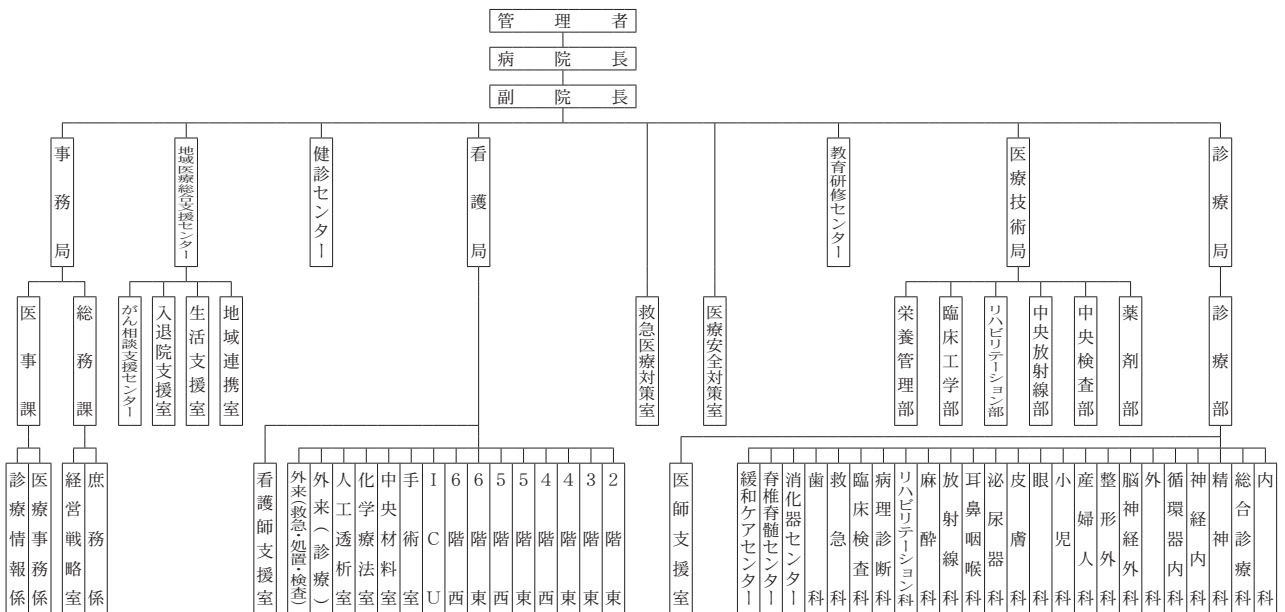 管理者
病院長
副院長
事務局
地域医療総合支援センター
健診センター
看護局
教育研修センター
医療技術局
診療局
医事課
総務課
がん相談支援センター
入退院支援室
生活支援室
地域連携室
救急医療対策室
医療安全対策室
栄養管理部
臨床工学部
リハビリテーション部
中央放射線部
中央検査部
薬剤部
診療部
診療情報係
医療事務係
経営戦略室
庶務係
看護師支援室
外来(救急・処置・検査)
外来(診療)
人工透析室
化学療法室
中央材料室
手術室
ICU
6階西
6階東
5階西
5階東
4階西
4階東
3階東
2階東
医師支援室
緩和ケアセンター
脊椎脊髄センター
消化器センター
歯科
救急科
臨床検査科
病理診断科
リハビリテーション科
麻酔科
放射線科
耳鼻咽喉科
泌尿器科
皮膚科
眼科
小児科
産婦人科
整形外科
脳神経外科
外科
循環器内科
神経内科
精神科
総合診療科
内科